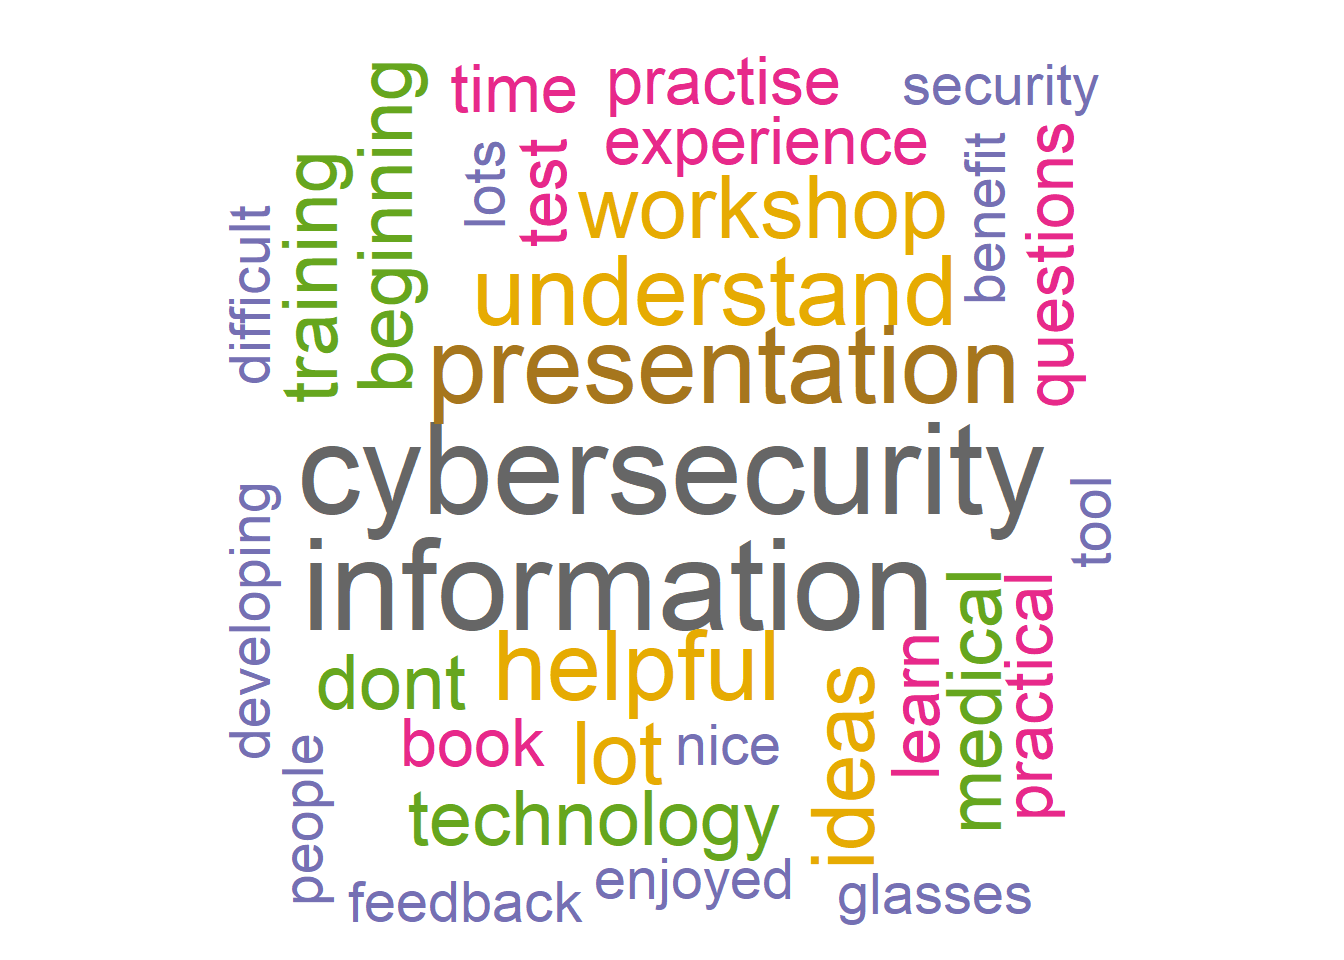 time
practise
security
experience
lots
test
benefit
questions
beginning
training
difficult
workshop
understand
presentation
cybersecurity
information
developing
tool
helpful
dont
learn
medical
practical
book
lot
nice
ideas
people
technology
feedback
enjoyed
glasses